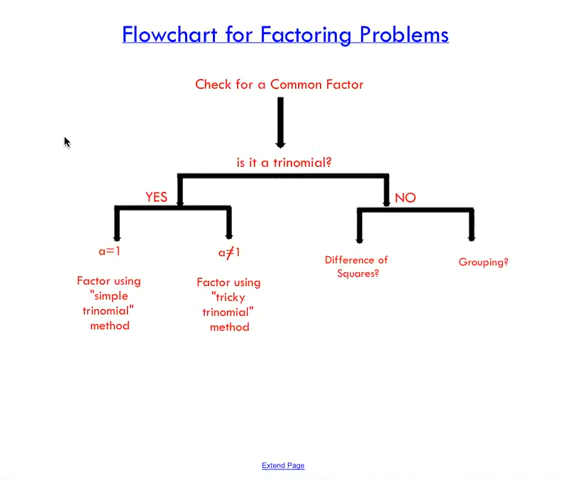 Flowchart for Factoring Problems
Check for a Common Factor
is it a trinomial?
YES
NO
a=1
a≠1
Factor using
"simple
trinomial"
method
Factor using
"tricky
trinomial"
method
Difference of
Squares?
Grouping?
Extend Page